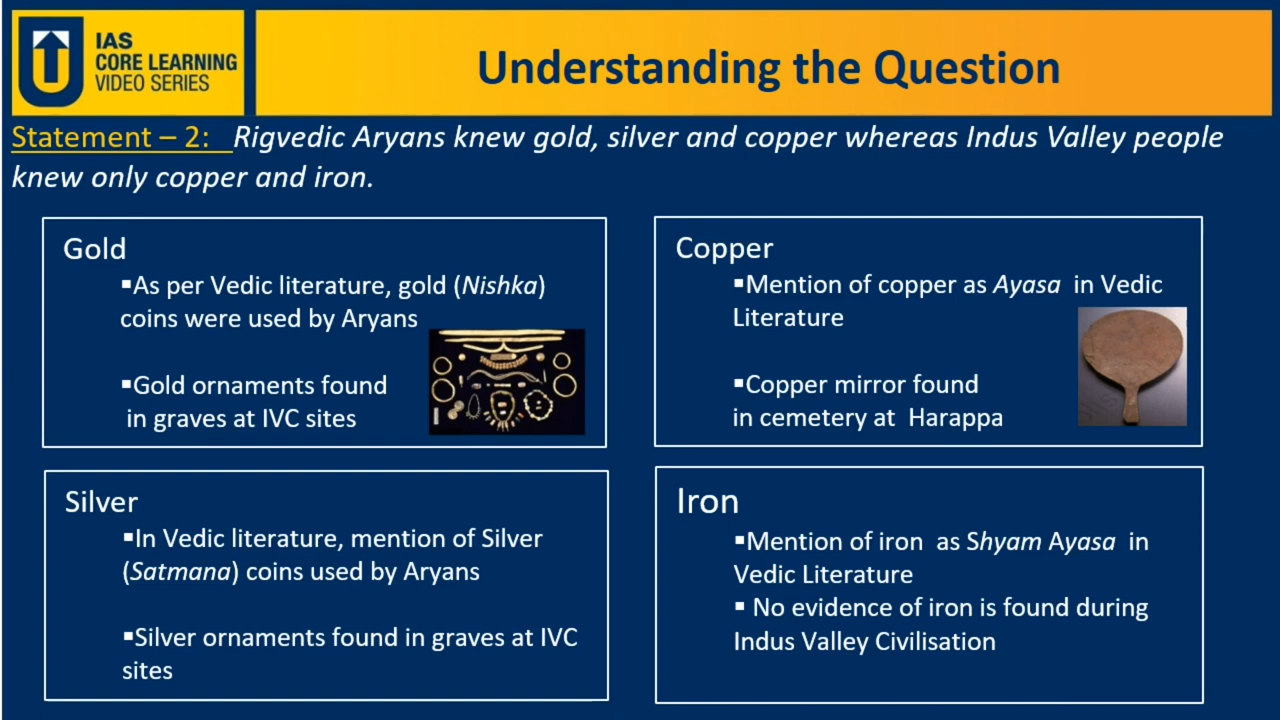 IAS
CORE LEARNING
VIDEO SERIES
Understanding the Question
Statement – 2: Rigvedic Aryans knew gold, silver and copper whereas Indus Valley people
knew only copper and iron.
Gold
▪As per Vedic literature, gold (Nishka)
coins were used by Aryans
▪Gold ornaments found
in graves at IVC sites
Copper
▪Mention of copper as Ayasa in Vedic
Literature
▪Copper mirror found
in cemetery at Harappa
Silver
▪In Vedic literature, mention of Silver
(Satmana) coins used by Aryans
▪Silver ornaments found in graves at IVC
sites
Iron
▪Mention of iron as Shyam Ayasa in
Vedic Literature
▪ No evidence of iron is found during
Indus Valley Civilisation